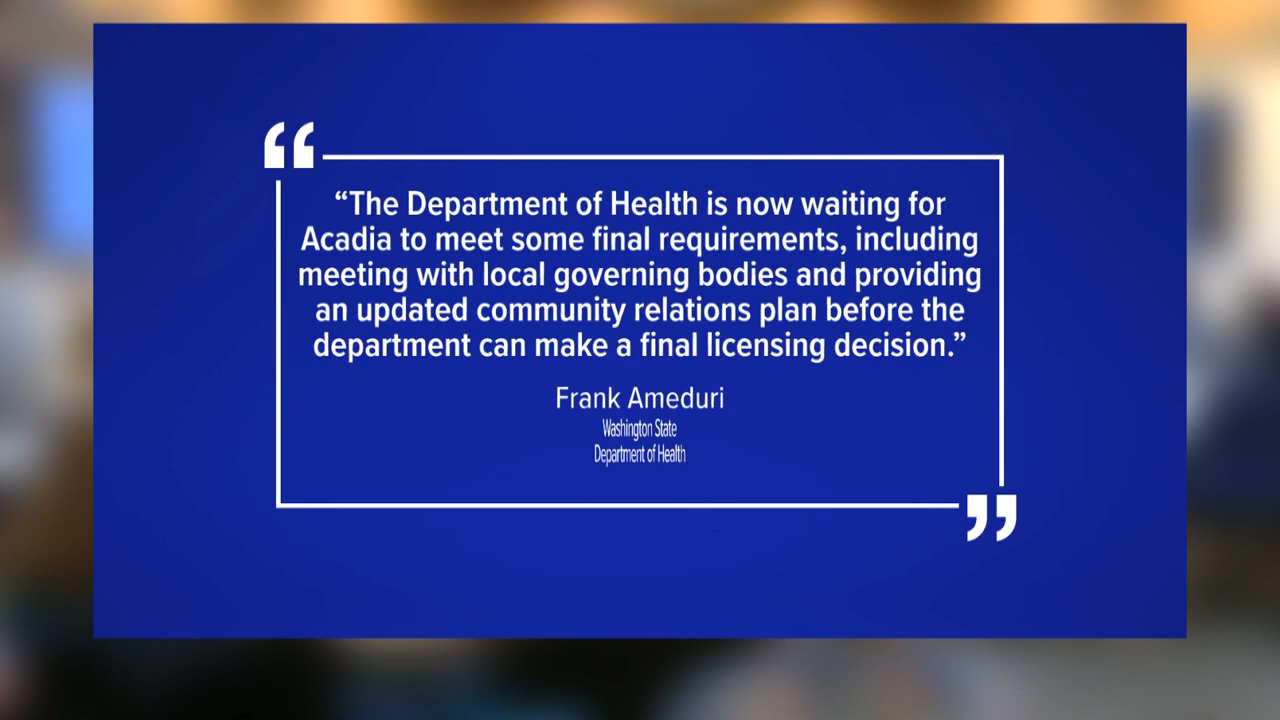 “The Department of Health is now waiting for
Acadia to meet some final requirements, including
meeting with local governing bodies and providing
an updated community relations plan before the
department can make a final licensing decision.”
Frank Ameduri
Washington State
Department of Health